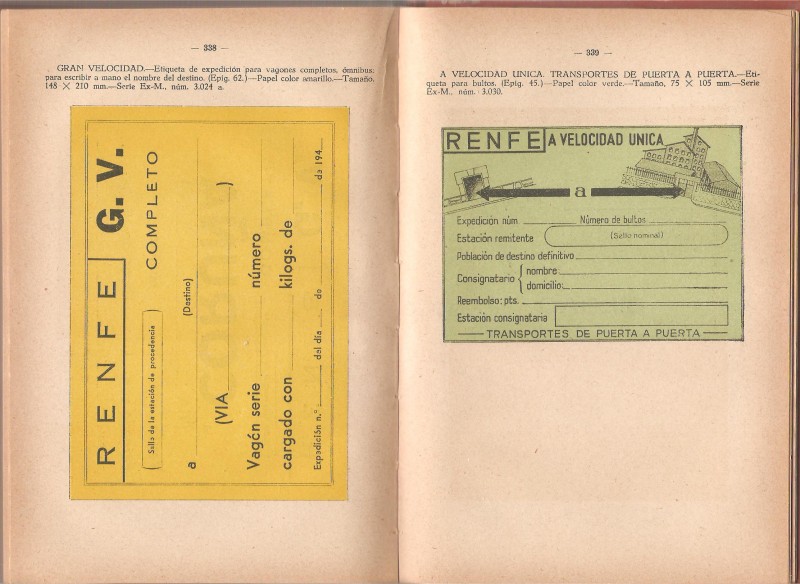 — 338 —
GRAN VELOCIDAD.—Etiqueta de expedición para vagones completos, ómnibus;
para escribir a mano el nombre del destino. (Epíg. 62.)—Papel color amarillo.—Tamaño,
148 × 210 mm.—Serie Ex-M., núm. 3.024 a.
RENFE G. V.
Sello de la estación de procedencia
COMPLETO
a
(Destino)
(VIA )
Vagón serie número
cargado con kilogs. de
Expedición n.º del día de de 194
— 339 —
A VELOCIDAD UNICA. TRANSPORTES DE PUERTA A PUERTA.—Eti-
queta para bultos. (Epíg. 45.)—Papel color verde.—Tamaño, 75 × 105 mm.—Serie
Ex-M., núm. 3.030.
RENFE A VELOCIDAD UNICA
a
Expedición núm. Número de bultos
Estación remitente (Sello nominal)
Población de destino definitivo
Consignatario { nombre
domicilio:
Reembolso: pts.
Estación consignataria
TRANSPORTES DE PUERTA A PUERTA